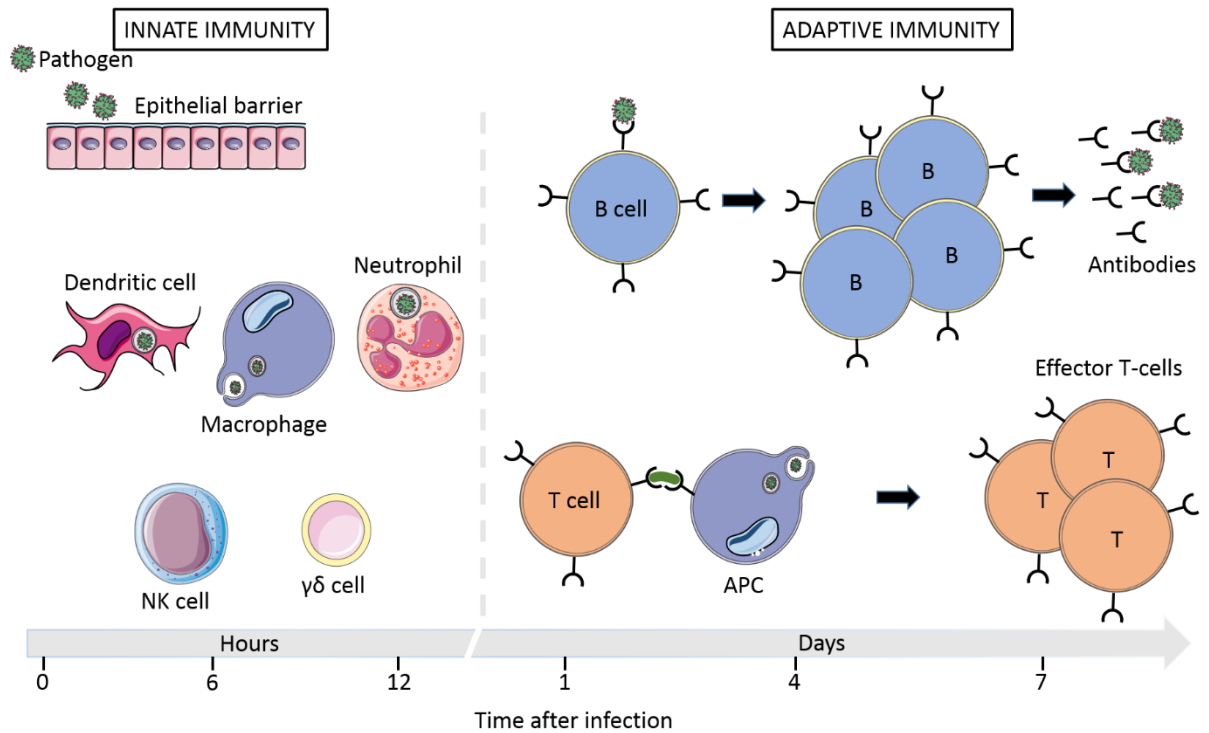 INNATE IMMUNITY
Pathogen
Epithelial barrier
Dendritic cell
Neutrophil
Macrophage
NK cell
γδ cell
ADAPTIVE IMMUNITY
B cell
B
B
B
B
Antibodies
Effector T-cells
T cell
APC
T
T
T
Hours
Days
0
6
12
1
4
7
Time after infection